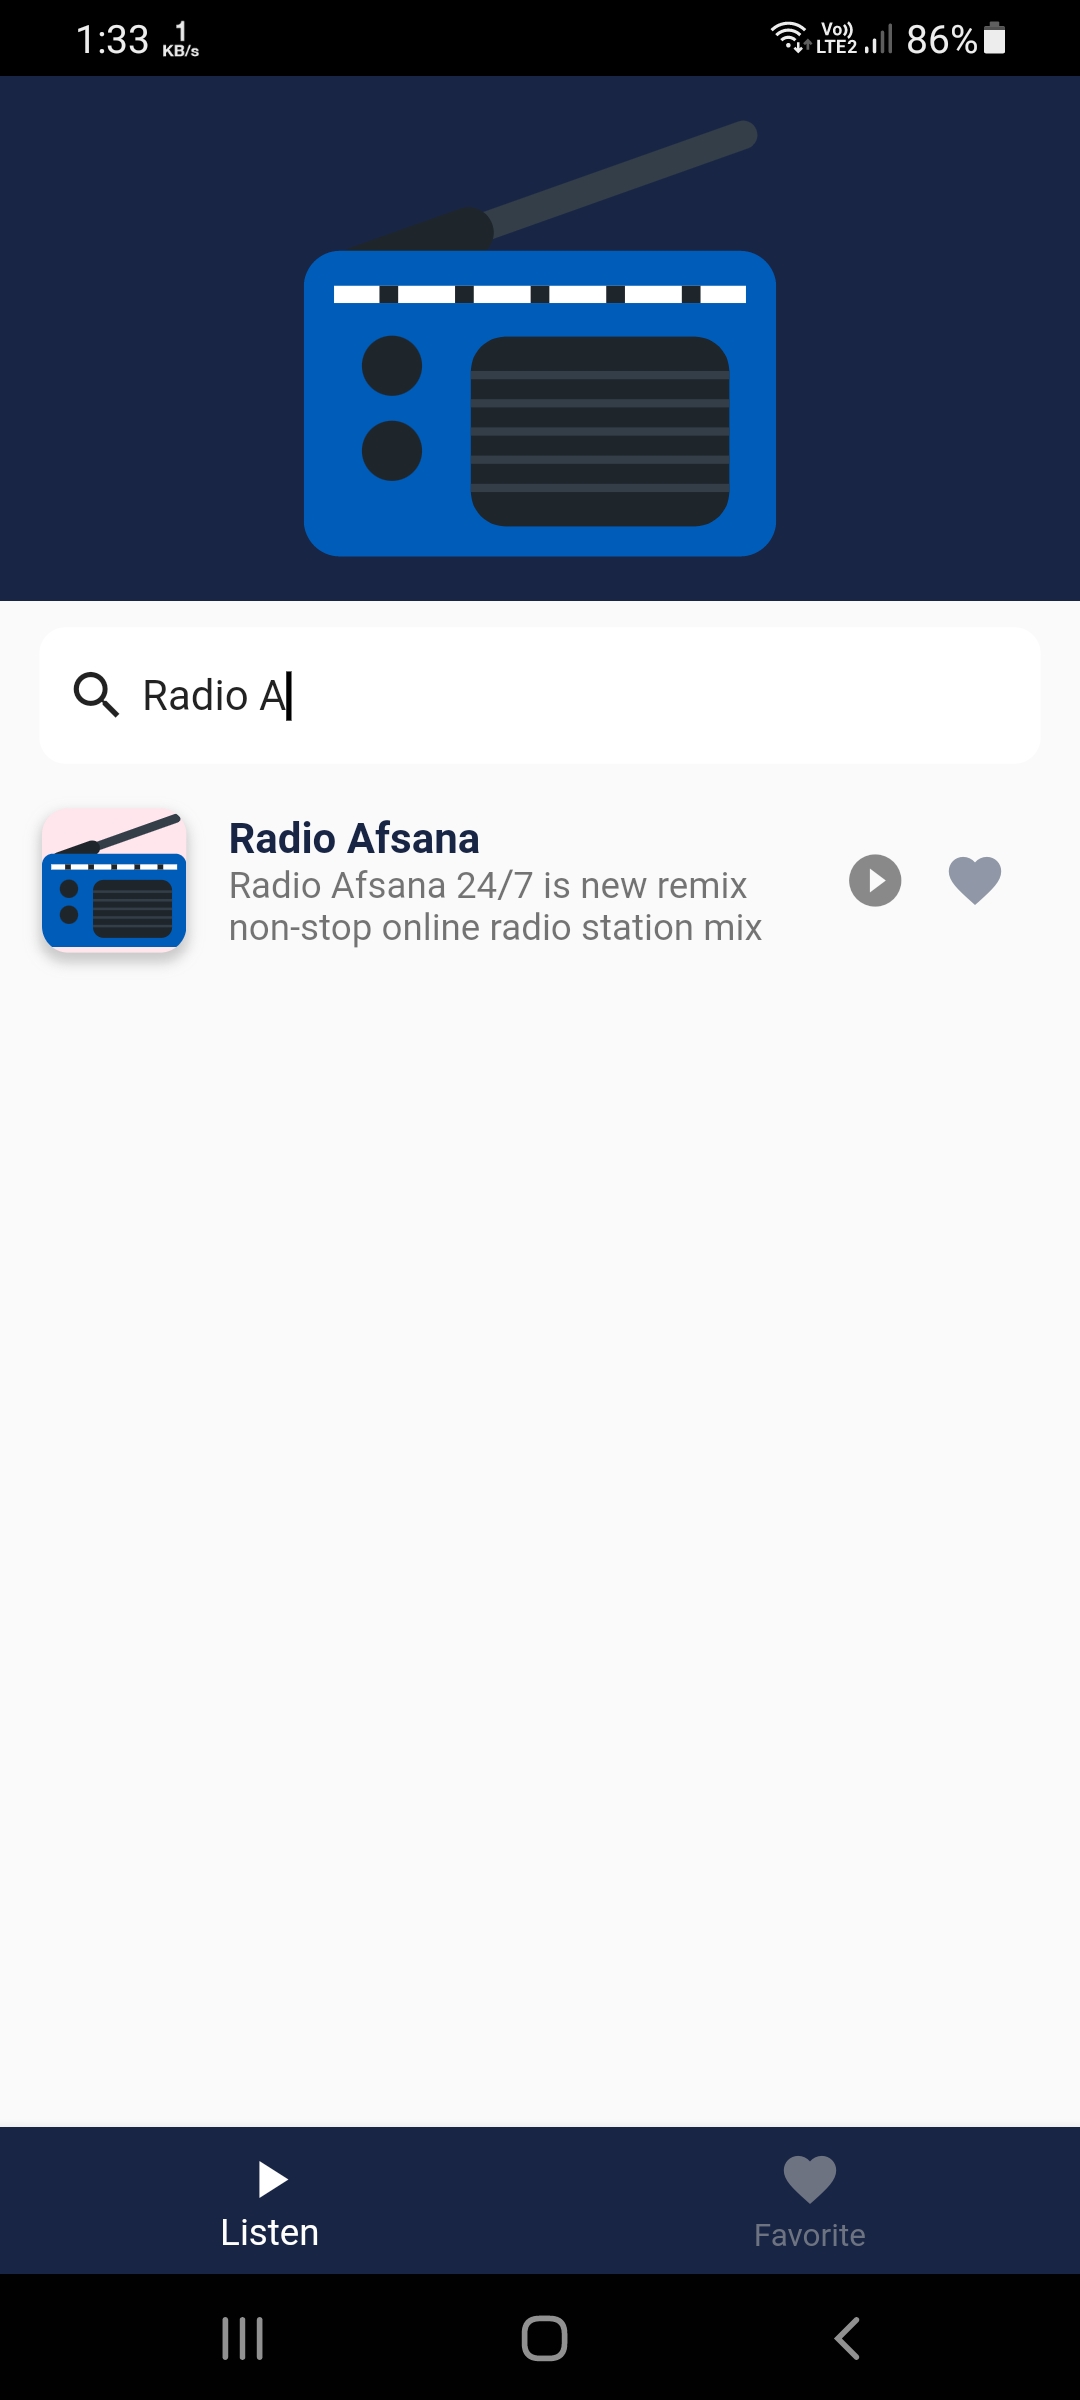 1:33 1 KB/s Vo)) LTE2 86%
Radio A
Radio Afsana
Radio Afsana 24/7 is new remix
non-stop online radio station mix
Listen Favorite